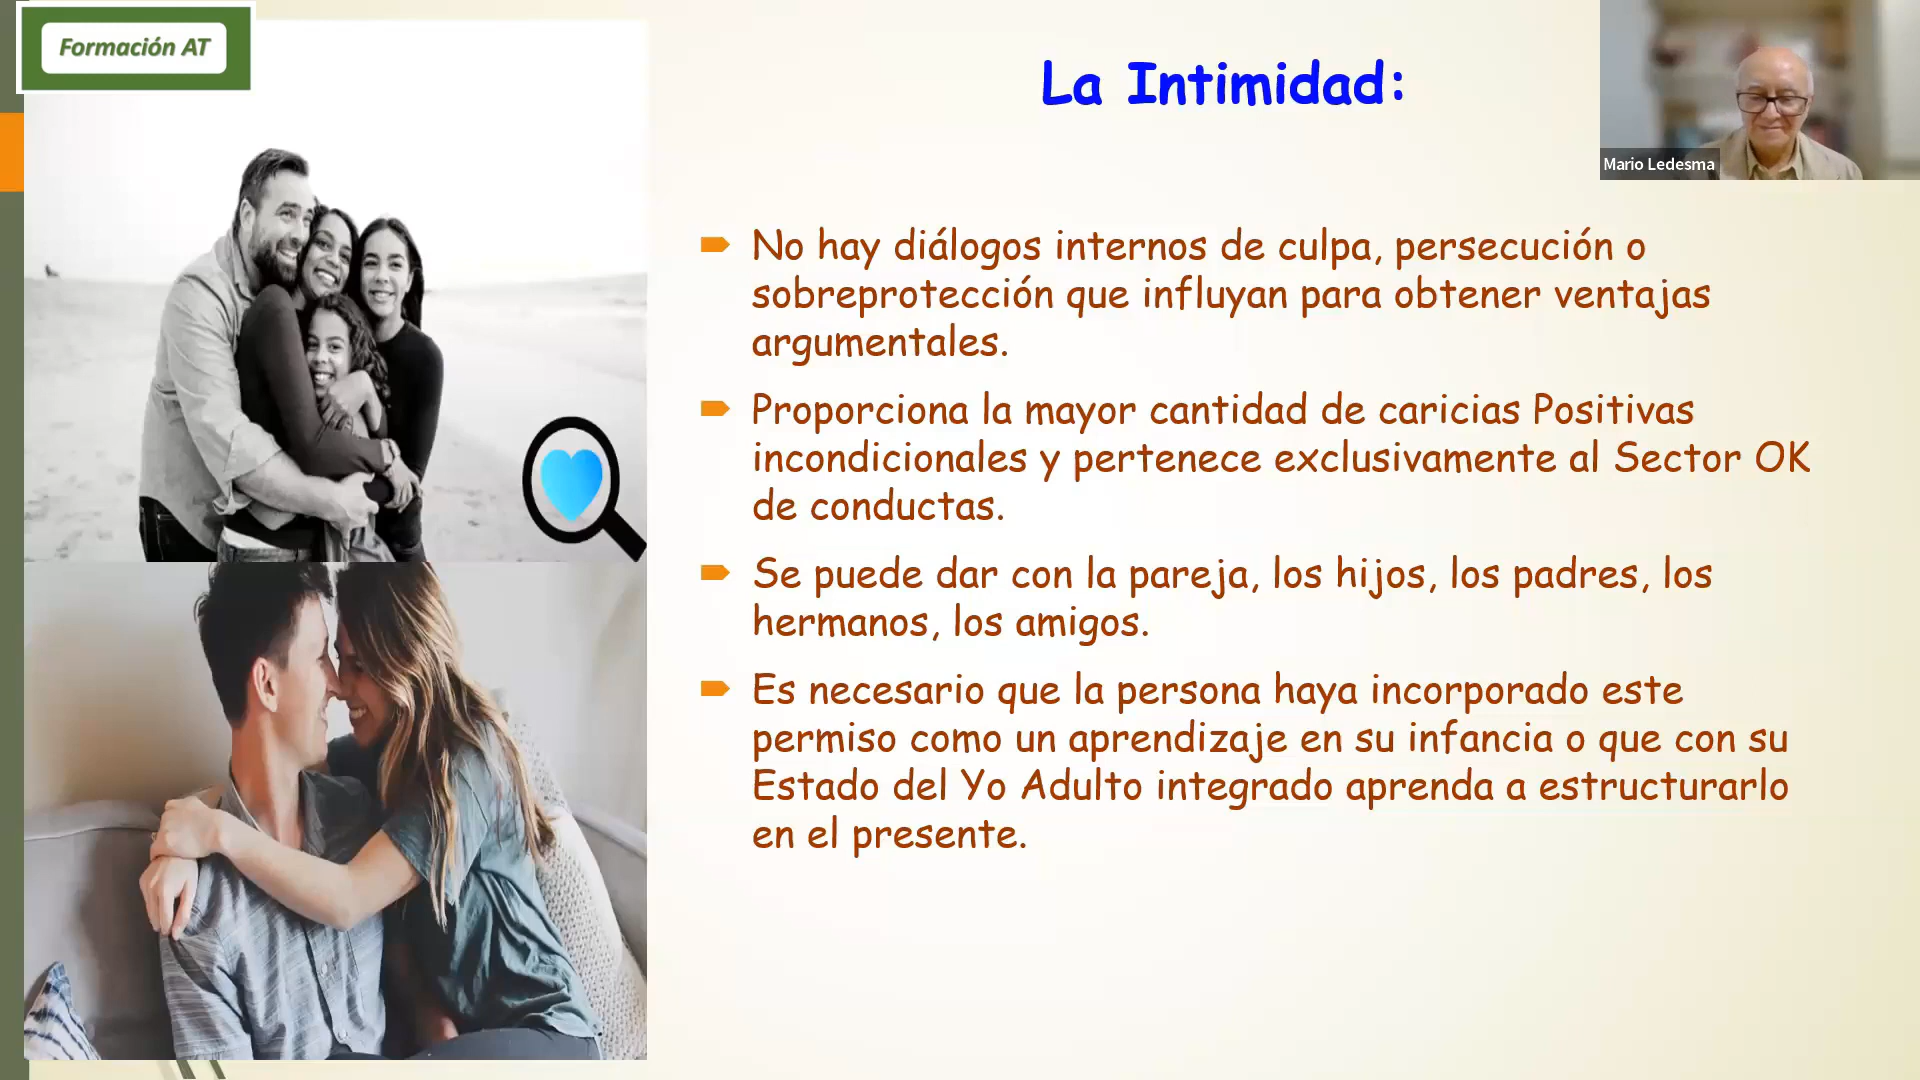 Formación AT
La Intimidad:
Mario Ledesma
No hay diálogos internos de culpa, persecución o
sobreprotección que influyan para obtener ventajas
argumentales.
Proporciona la mayor cantidad de caricias Positivas
incondicionales y pertenece exclusivamente al Sector OK
de conductas.
Se puede dar con la pareja, los hijos, los padres, los
hermanos, los amigos.
Es necesario que la persona haya incorporado este
permiso como un aprendizaje en su infancia o que con su
Estado del Yo Adulto integrado aprenda a estructurarlo
en el presente.